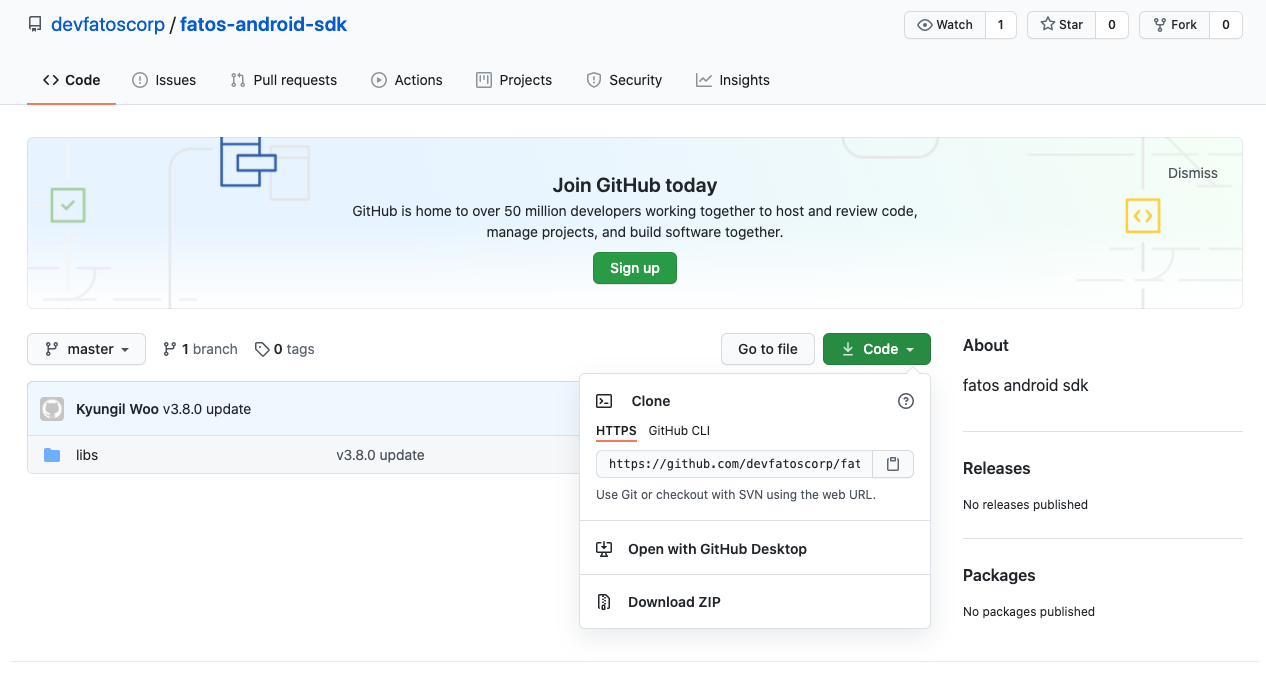 devfatoscorp / fatos-android-sdk
Watch 1 Star 0 Fork 0
Code Issues Pull requests Actions Projects Security Insights
Dismiss
Join GitHub today
GitHub is home to over 50 million developers working together to host and review code,
manage projects, and build software together.
Sign up
master 1 branch 0 tags Go to file Code
Kyungil Woo v3.8.0 update
libs v3.8.0 update
Clone
HTTPS GitHub CLI
https://github.com/devfatoscorp/fat
Use Git or checkout with SVN using the web URL.
Open with GitHub Desktop
Download ZIP
About
fatos android sdk
Releases
No releases published
Packages
No packages published